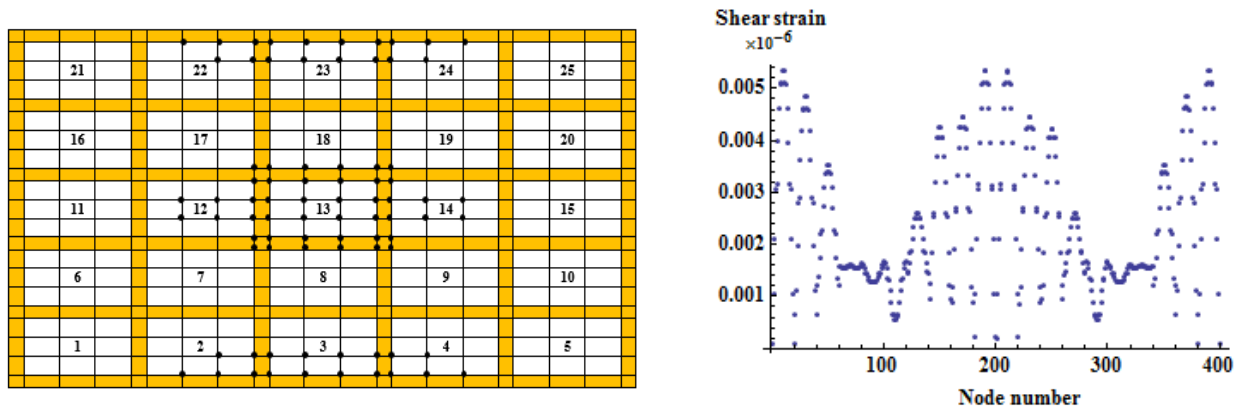 21 22 23 24 25
16 17 18 19 20
11 12 13 14 15
6 7 8 9 10
1 2 3 4 5
Shear strain
×10⁻⁶
0.005
0.004
0.003
0.002
0.001
100 200 300 400
Node number